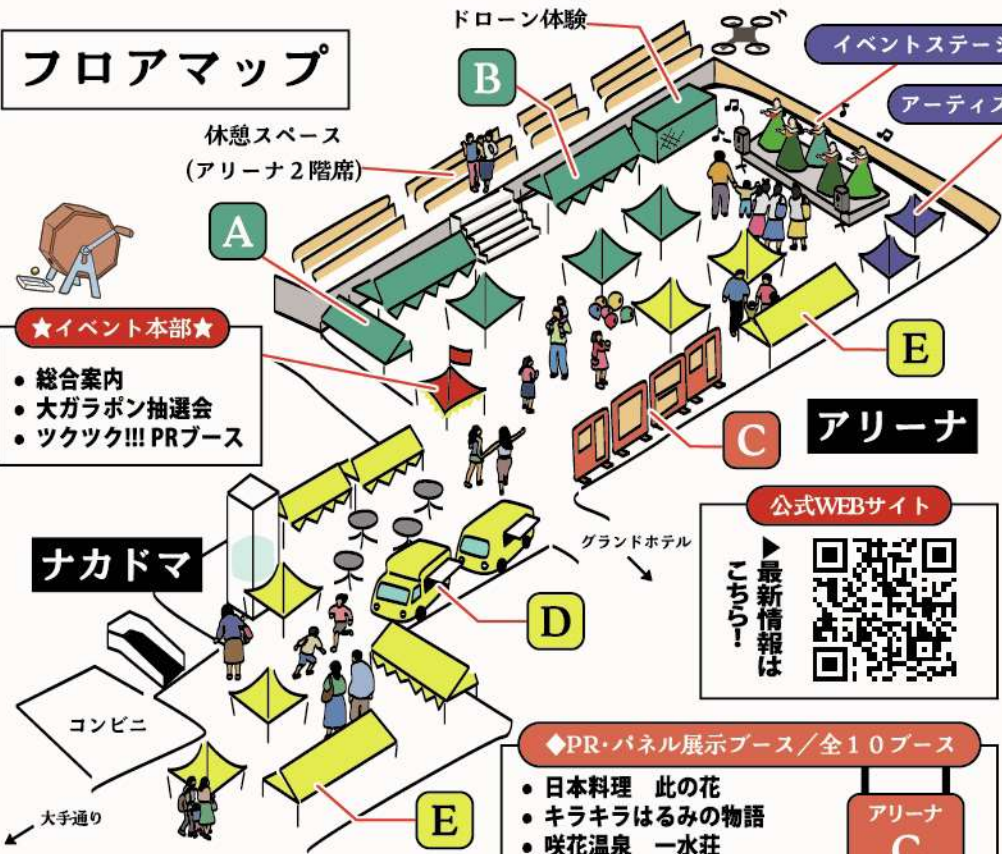 フロアマップ
ドローン体験
イベントステー
アーティス
B
休憩スペース
(アリーナ2階席)
A
★イベント本部★
● 総合案内
● 大ガラポン抽選会
● ツクツク!!! PRブース
E
C
アリーナ
公式WEBサイト
▶最新情報は
こちら!
グランドホテル
ナカドマ
D
コンビニ
大手通り
E
◆PR・パネル展示ブース/全10ブース
● 日本料理 此の花
● キラキラはるみの物語
● 咲花温泉 一水荘
アリーナ
C